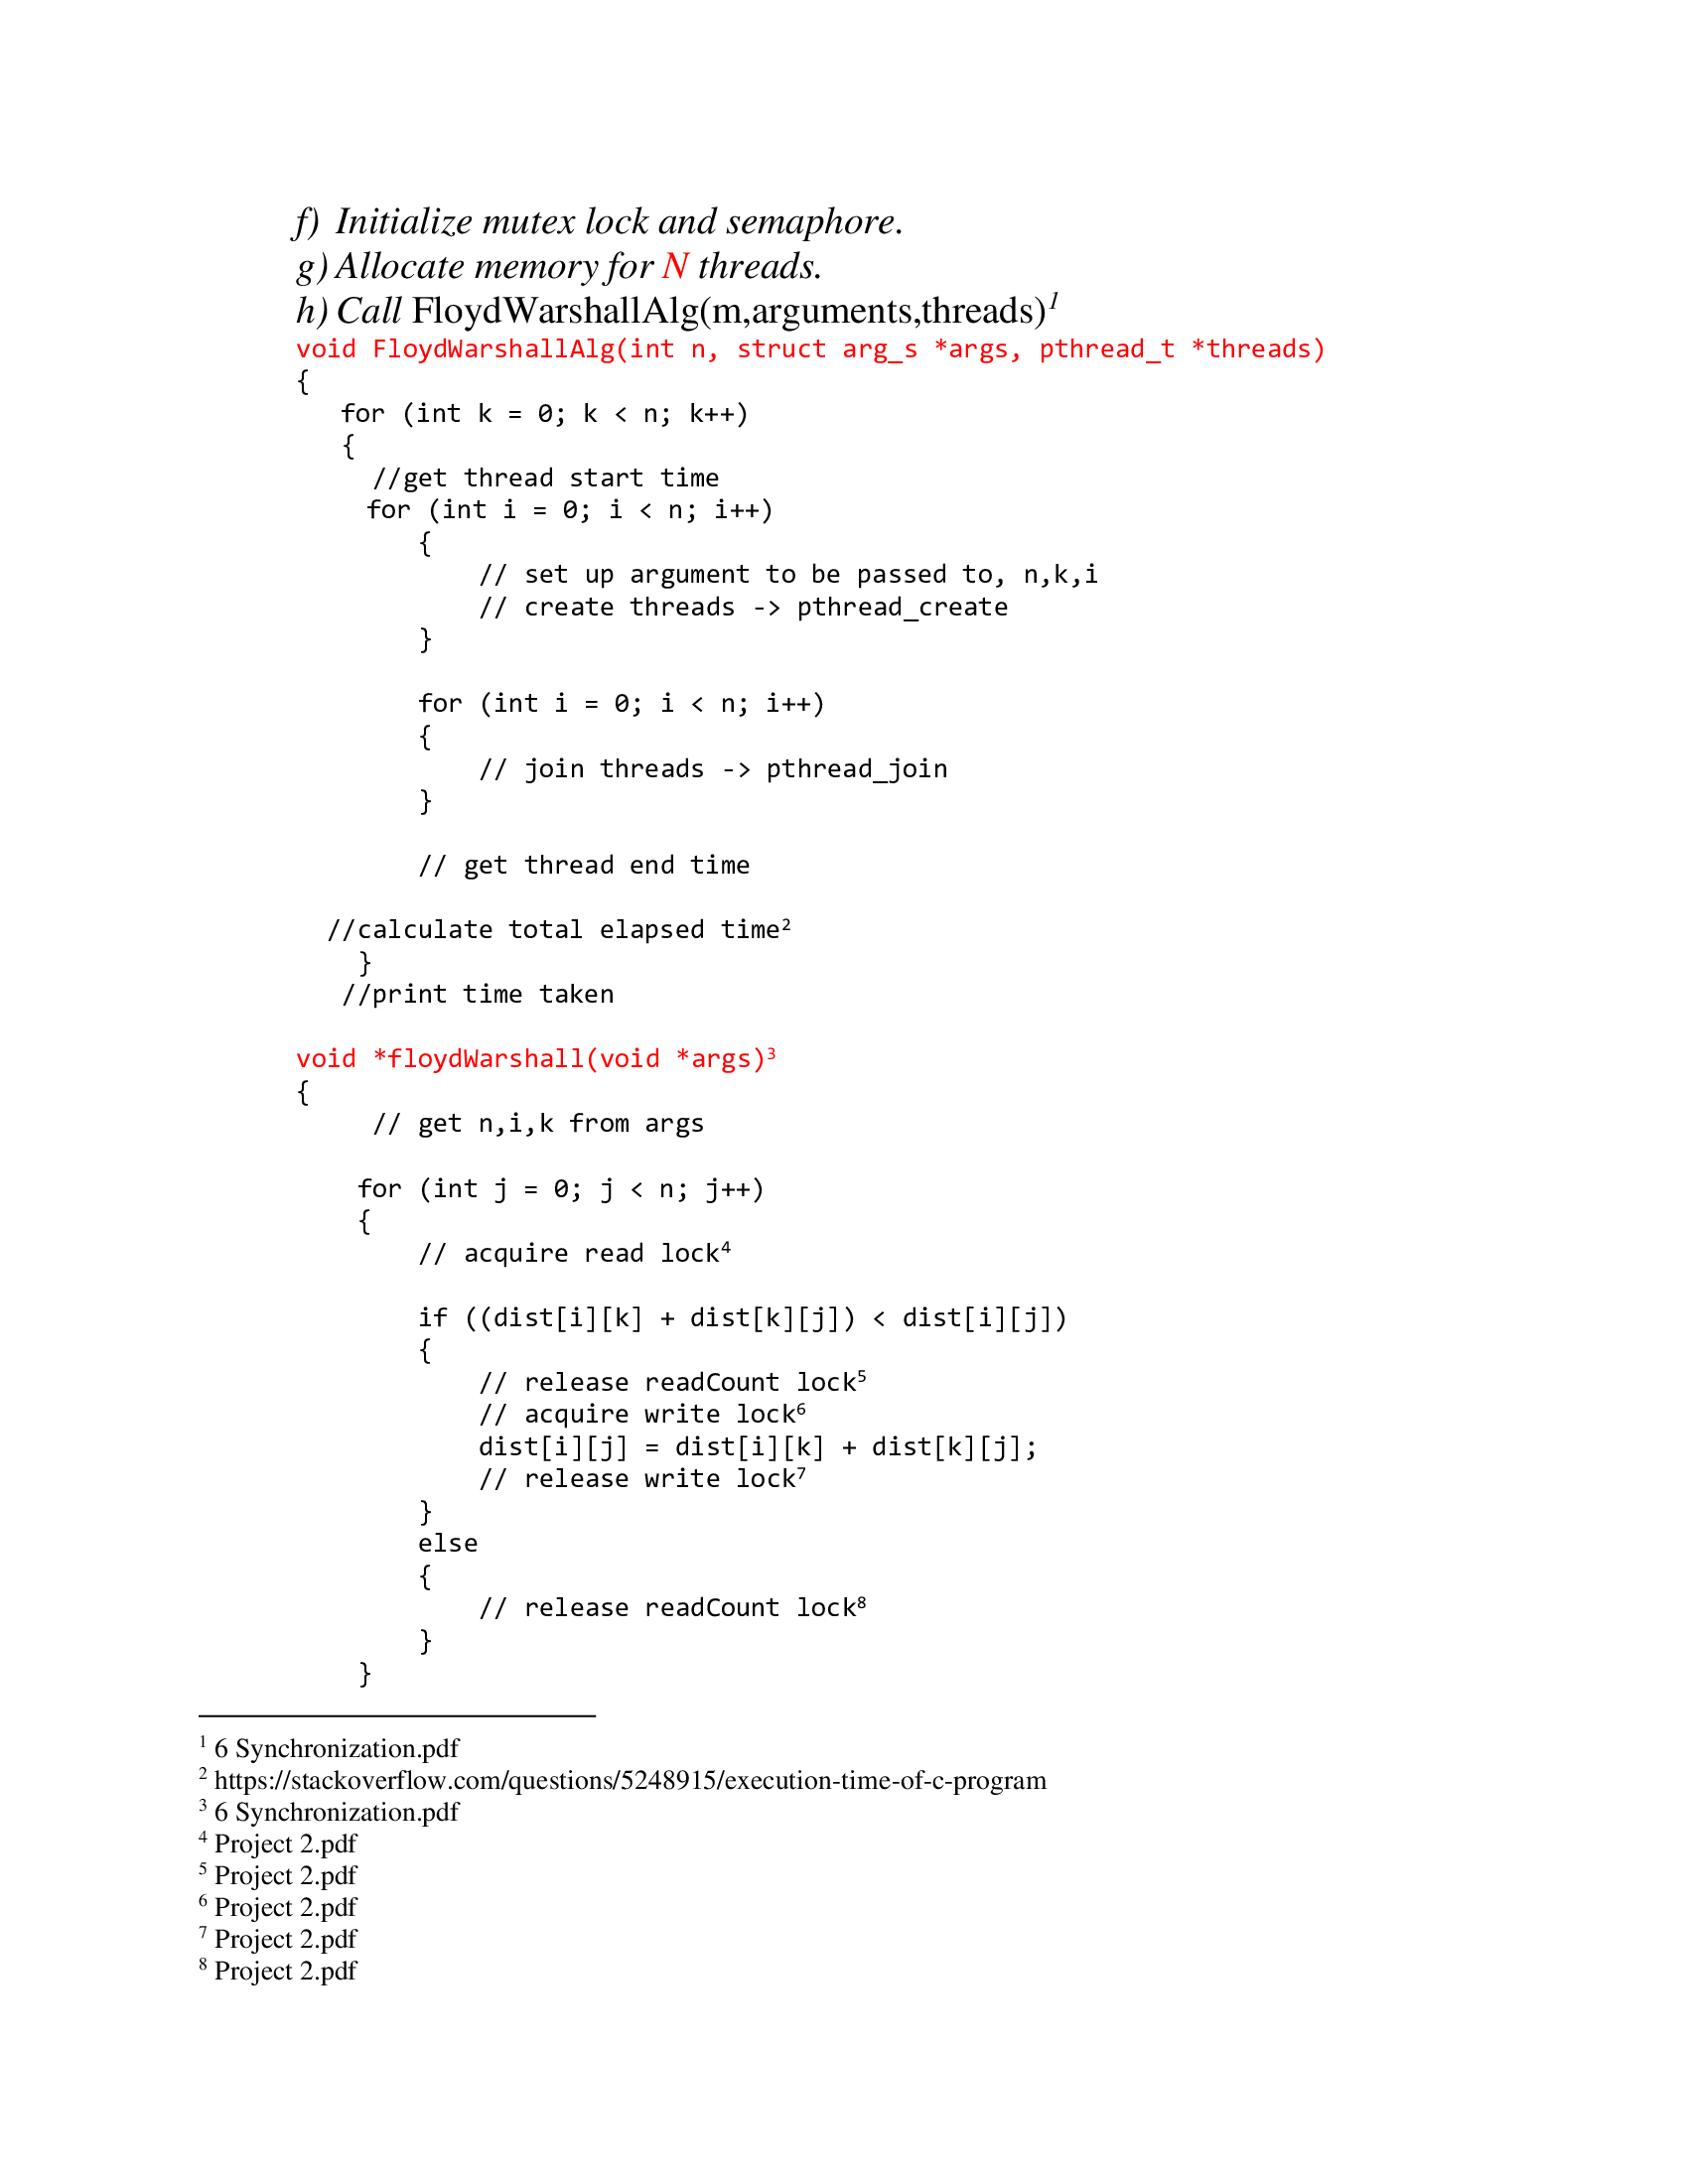 f) Initialize mutex lock and semaphore.
g) Allocate memory for N threads.
h) Call FloydWarshallAlg(m,arguments,threads)¹
void FloydWarshallAlg(int n, struct arg_s *args, pthread_t *threads)
{
for (int k = 0; k < n; k++)
{
//get thread start time
for (int i = 0; i < n; i++)
{
// set up argument to be passed to, n,k,i
// create threads -> pthread_create
}
for (int i = 0; i < n; i++)
{
// join threads -> pthread_join
}
// get thread end time
//calculate total elapsed time²
}
//print time taken
void *floydWarshall(void *args)³
{
// get n,i,k from args
for (int j = 0; j < n; j++)
{
// acquire read lock⁴
if ((dist[i][k] + dist[k][j]) < dist[i][j])
{
// release readCount lock⁵
// acquire write lock⁶
dist[i][j] = dist[i][k] + dist[k][j];
// release write lock⁷
}
else
{
// release readCount lock⁸
}
}
¹ 6 Synchronization.pdf
² https://stackoverflow.com/questions/5248915/execution-time-of-c-program
³ 6 Synchronization.pdf
⁴ Project 2.pdf
⁵ Project 2.pdf
⁶ Project 2.pdf
⁷ Project 2.pdf
⁸ Project 2.pdf